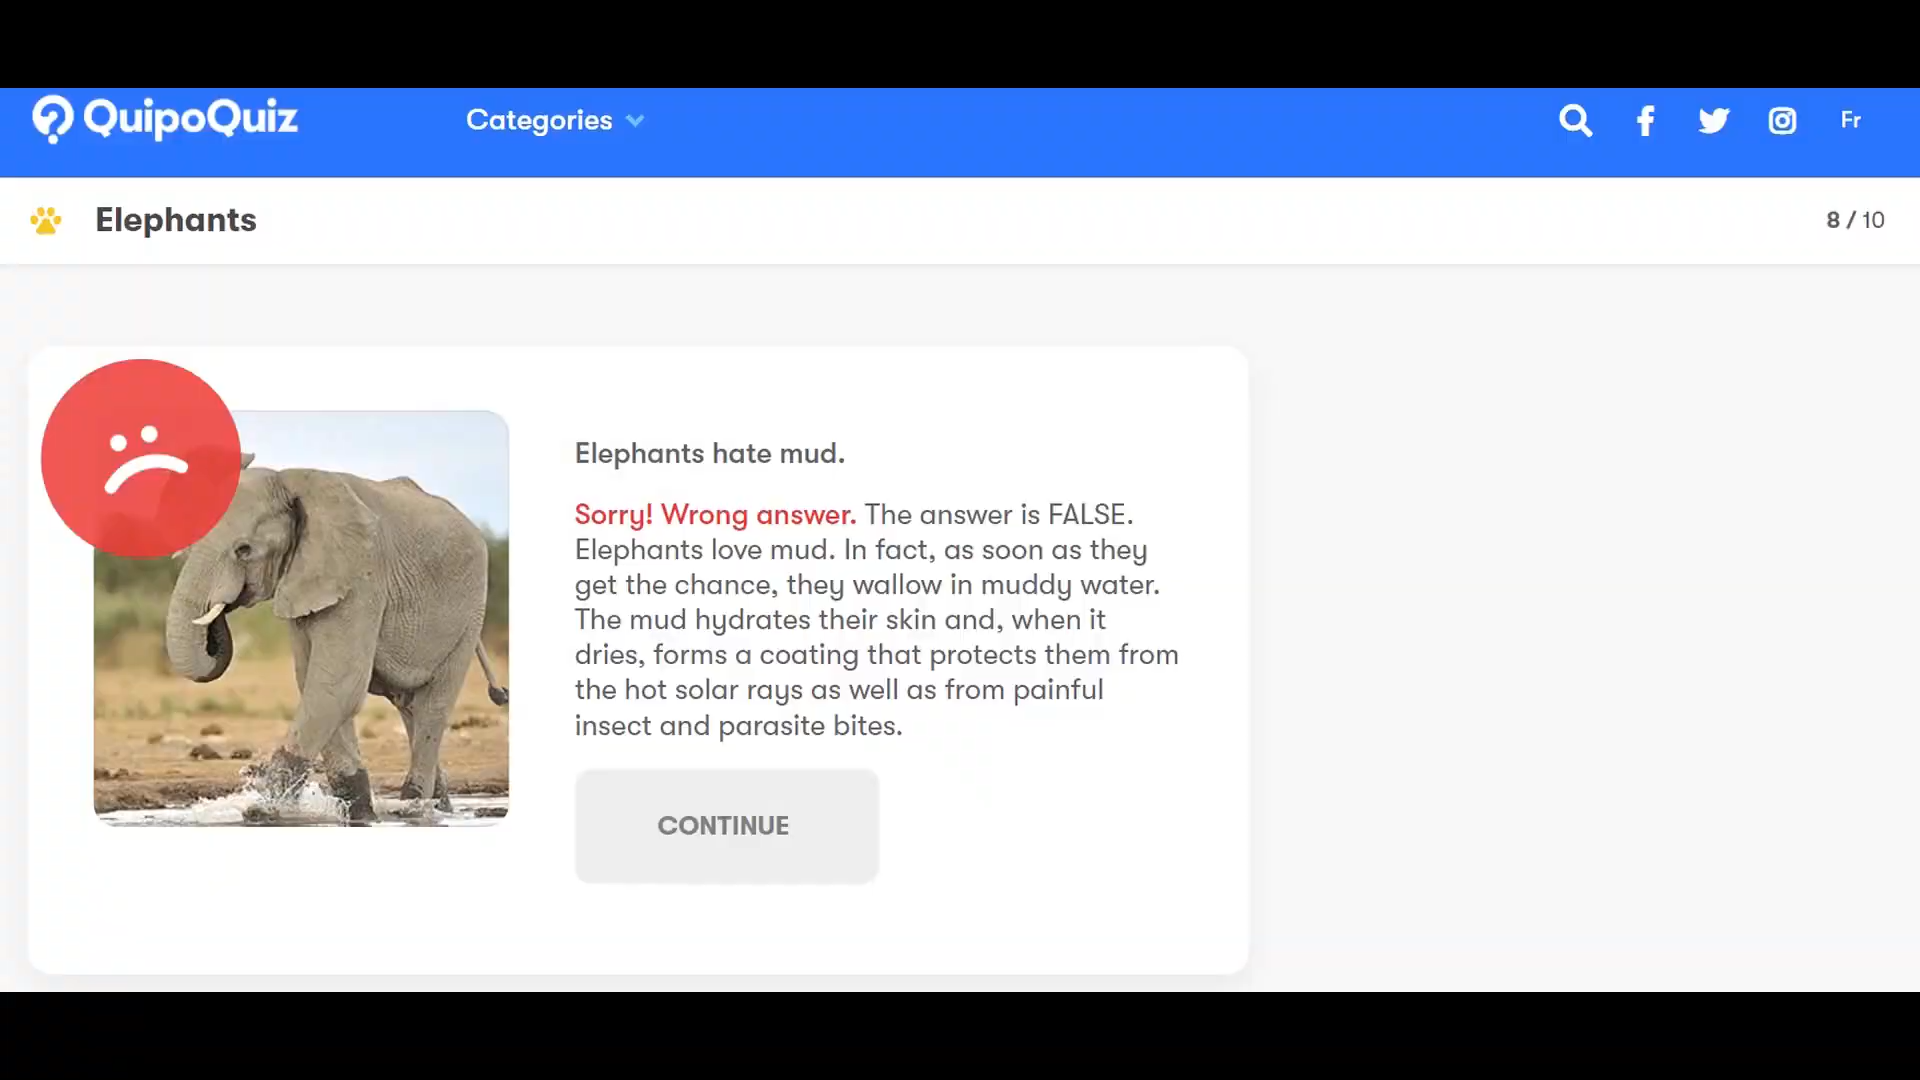 QuipoQuiz
Categories
Fr
Elephants
8 / 10
Elephants hate mud.
Sorry! Wrong answer. The answer is FALSE.
Elephants love mud. In fact, as soon as they
get the chance, they wallow in muddy water.
The mud hydrates their skin and, when it
dries, forms a coating that protects them from
the hot solar rays as well as from painful
insect and parasite bites.
CONTINUE